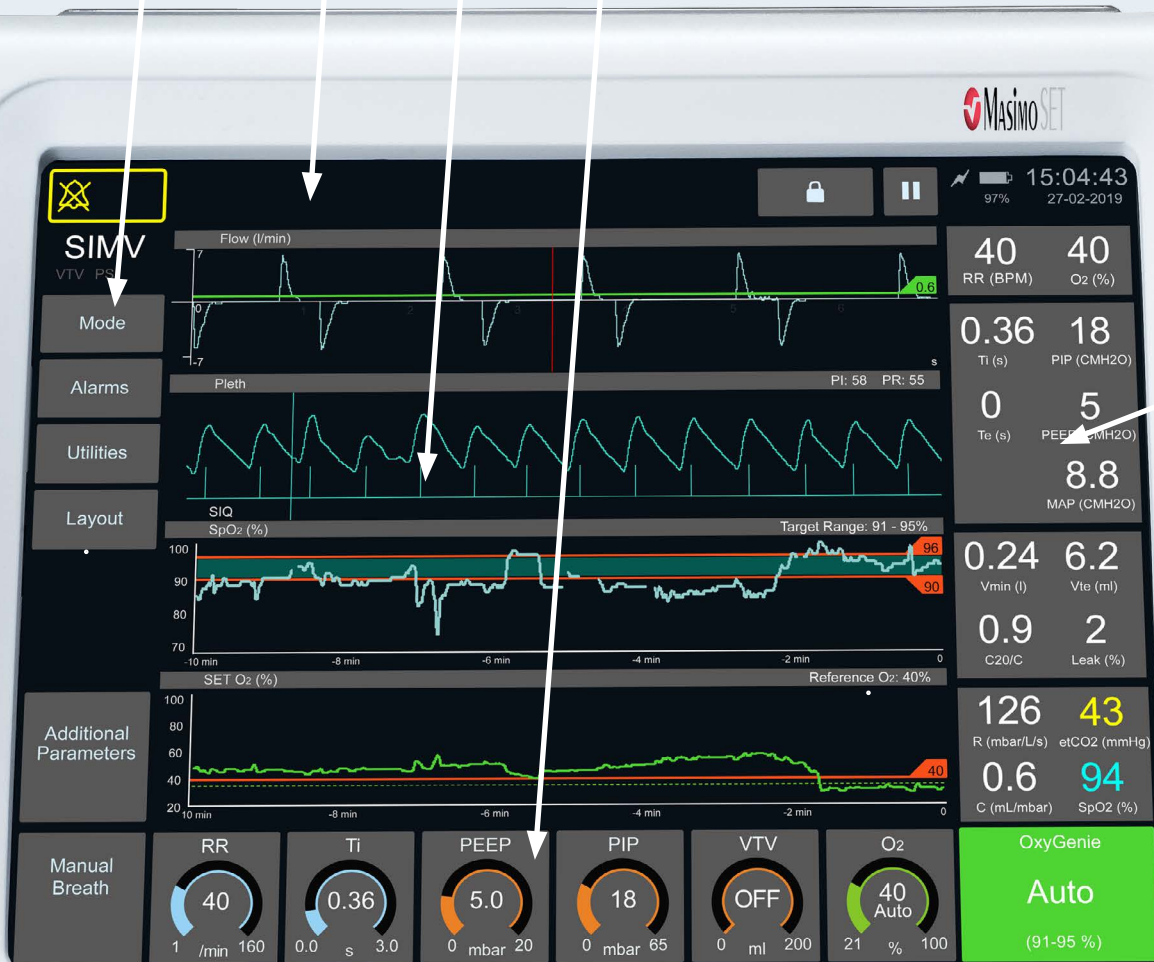 Masimo SET
15:04:43
97% 27-02-2019
SIMV
VTV PS
Mode
Alarms
Utilities
Layout
Additional
Parameters
Manual
Breath
Flow (l/min)
7
0 1 2 3 5 6
-7
s
0.6
Pleth PI: 58 PR: 55
SIQ
SpO2 (%) Target Range: 91 - 95%
100
90
80
70
96
90
-10 min -8 min -6 min -4 min -2 min 0
SET O2 (%) Reference O2: 40%
100
80
60
40
20
40
10 min -8 min -6 min -4 min -2 min 0
40 40
RR (BPM) O2 (%)
0.36 18
Ti (s) PIP (CMH2O)
0 5
Te (s) PEEP (CMH2O)
8.8
MAP (CMH2O)
0.24 6.2
Vmin (l) Vte (ml)
0.9 2
C20/C Leak (%)
126 43
R (mbar/L/s) etCO2 (mmHg)
0.6 94
C (mL/mbar) SpO2 (%)
RR
40
1 /min 160
Ti
0.36
0.0 s 3.0
PEEP
5.0
0 mbar 20
PIP
18
0 mbar 65
VTV
OFF
0 ml 200
O2
40
Auto
21 % 100
OxyGenie
Auto
(91-95 %)